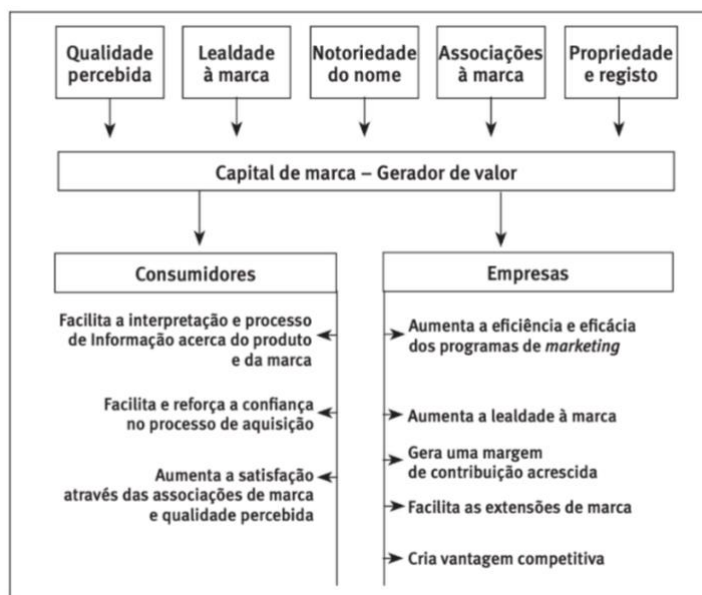 Qualidade
percebida
Lealdade
à marca
Notoriedade
do nome
Associações
à marca
Propriedade
e registo
Capital de marca – Gerador de valor
Consumidores
Facilita a interpretação e processo
de Informação acerca do produto
e da marca
Facilita e reforça a confiança
no processo de aquisição
Aumenta a satisfação
através das associações de marca
e qualidade percebida
Empresas
Aumenta a eficiência e eficácia
dos programas de marketing
Aumenta a lealdade à marca
Gera uma margem
de contribuição acrescida
Facilita as extensões de marca
Cria vantagem competitiva